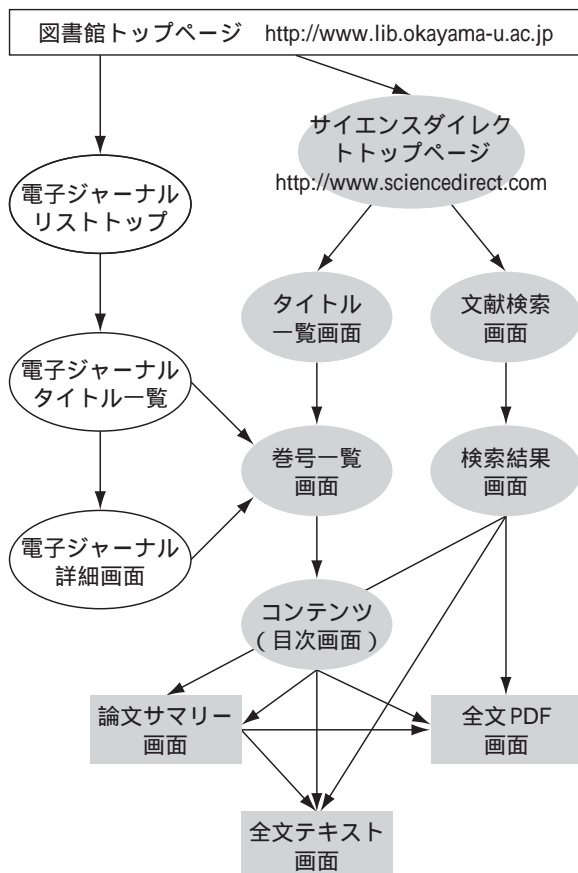 図書館トップページ　http://www.lib.okayama-u.ac.jp
サイエンスダイレク
トトップページ
http://www.sciencedirect.com
電子ジャーナル
リストトップ
タイトル
一覧画面
文献検索
画面
電子ジャーナル
タイトル一覧
巻号一覧
画面
検索結果
画面
電子ジャーナル
詳細画面
コンテンツ
（目次画面）
論文サマリー
画面
全文PDF
画面
全文テキスト
画面